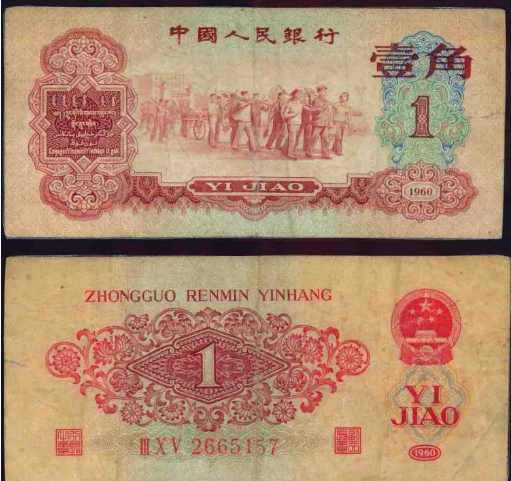 中國人民銀行
壹角
1
YI JIAO
1960
ZHONGGUO RENMIN YINHANG
1
YI
JIAO
III X V 2665157
1960